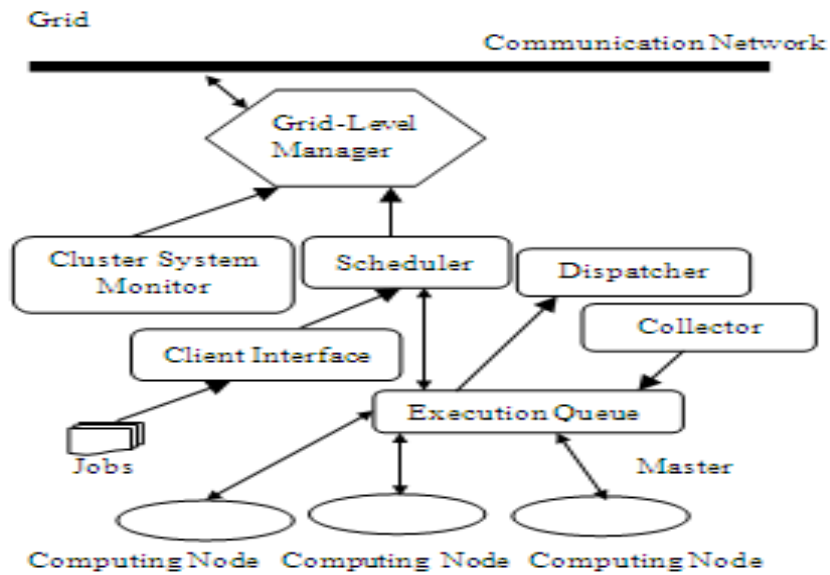 Grid
Communication Network
Grid-Level
Manager
Cluster System
Monitor
Scheduler
Dispatcher
Collector
Client Interface
Execution Queue
Jobs
Master
Computing Node
Computing Node
Computing Node